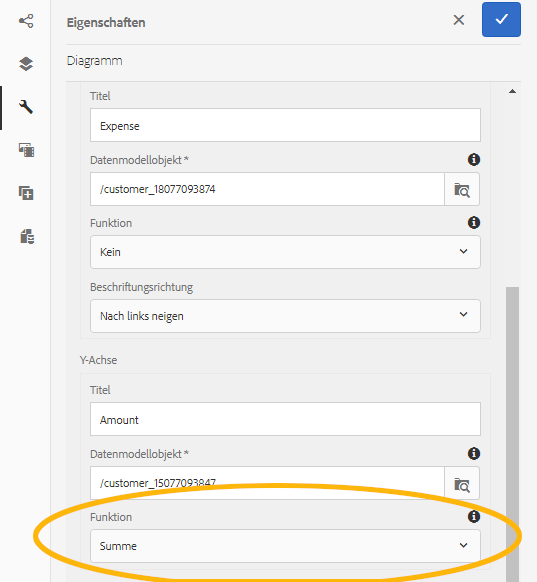 Eigenschaften
Diagramm
Titel
Expense
Datenmodellobjekt *
/customer_18077093874
Funktion
Kein
Beschriftungsrichtung
Nach links neigen
Y-Achse
Titel
Amount
Datenmodellobjekt *
/customer_15077093847
Funktion
Summe